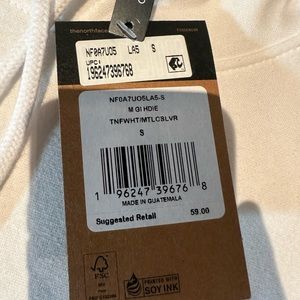 thenorthface
NF0A7UO5 LA5 S
UPC:
196247396768
NF0A7UO5LA5-S
M GI HD/E
TNFWHT/MTLCSLVR
S
1 96247 39676 8
MADE IN GUATEMALA
Suggested Retail 59.00
FSC
MIX
PRINTED WITH
SOY INK